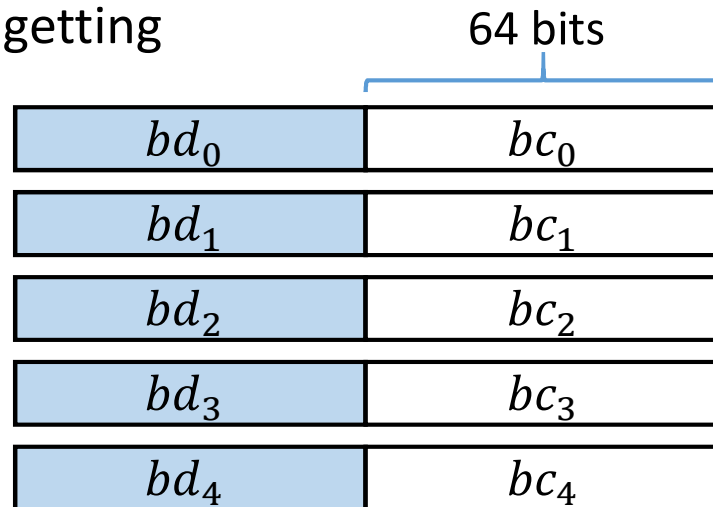 getting 64 bits
bd₀ bc₀
bd₁ bc₁
bd₂ bc₂
bd₃ bc₃
bd₄ bc₄